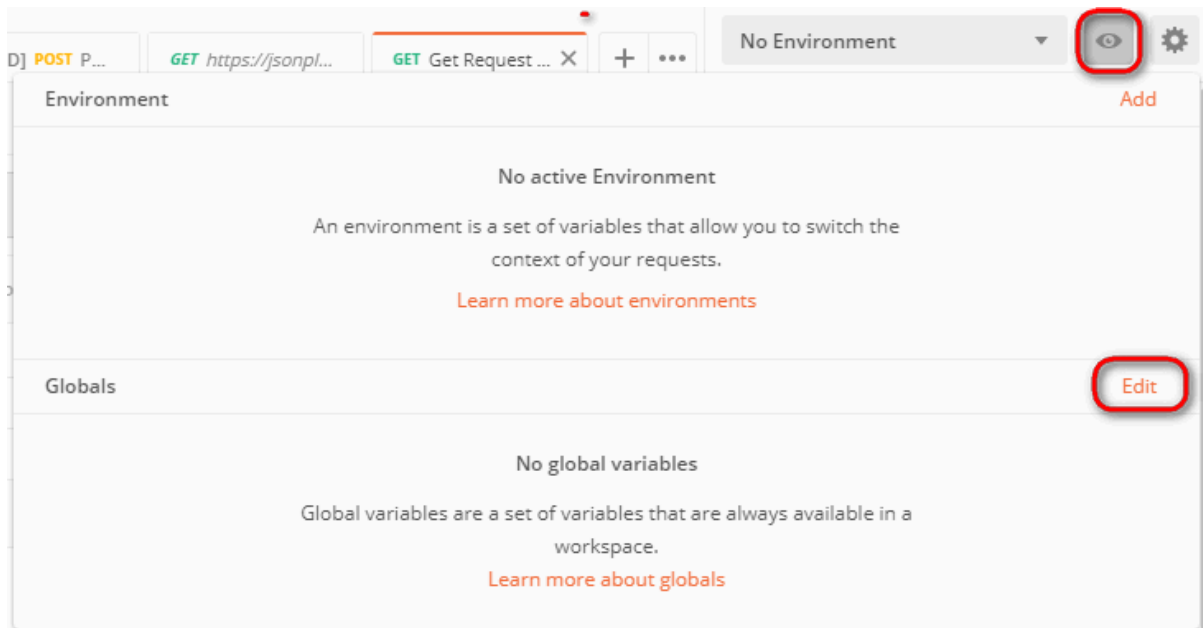 D] POST P... GET https://jsonpl... GET Get Request ... No Environment
Environment Add
No active Environment
An environment is a set of variables that allow you to switch the
context of your requests.
Learn more about environments
Globals Edit
No global variables
Global variables are a set of variables that are always available in a
workspace.
Learn more about globals